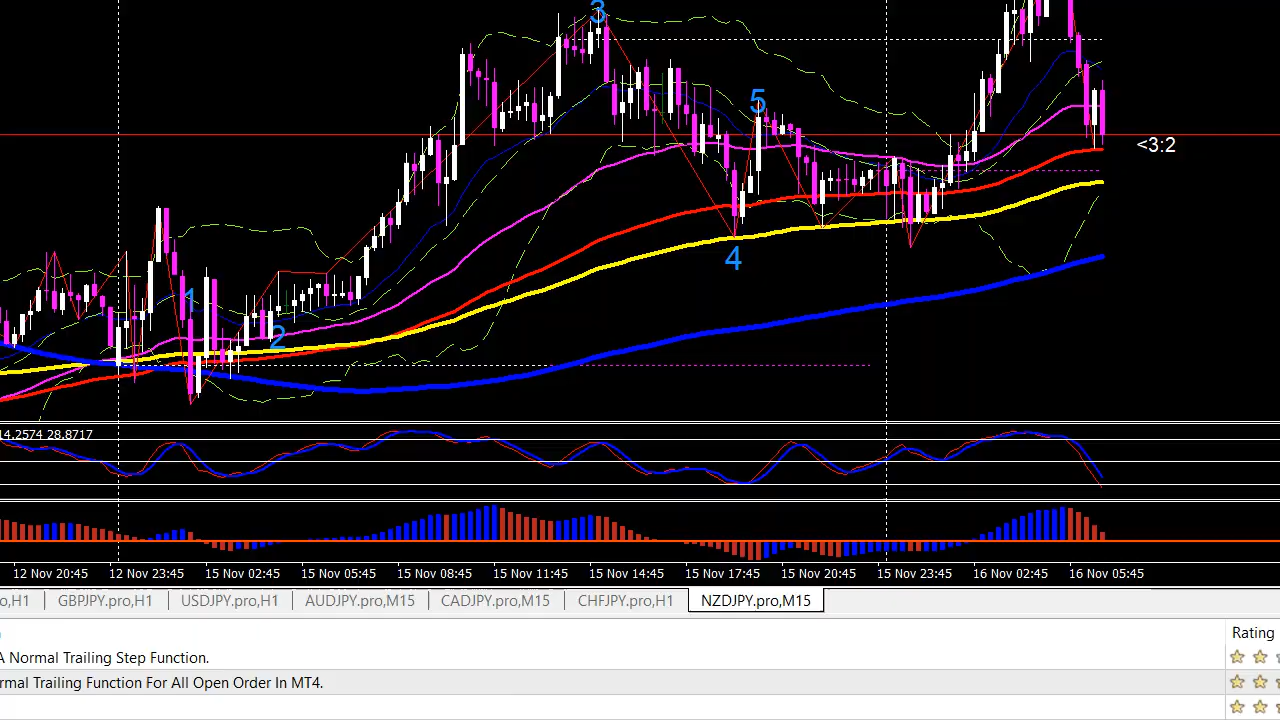 3
5
<3:2
4
1
2
14.2574 28.8717
12 Nov 20:45 12 Nov 23:45 15 Nov 02:45 15 Nov 05:45 15 Nov 08:45 15 Nov 11:45 15 Nov 14:45 15 Nov 17:45 15 Nov 20:45 15 Nov 23:45 16 Nov 02:45 16 Nov 05:45
o,H1 GBPJPY.pro,H1 USDJPY.pro,H1 AUDJPY.pro,M15 CADJPY.pro,M15 CHFJPY.pro,H1 NZDJPY.pro,M15
Rating
A Normal Trailing Step Function.
rmal Trailing Function For All Open Order In MT4.